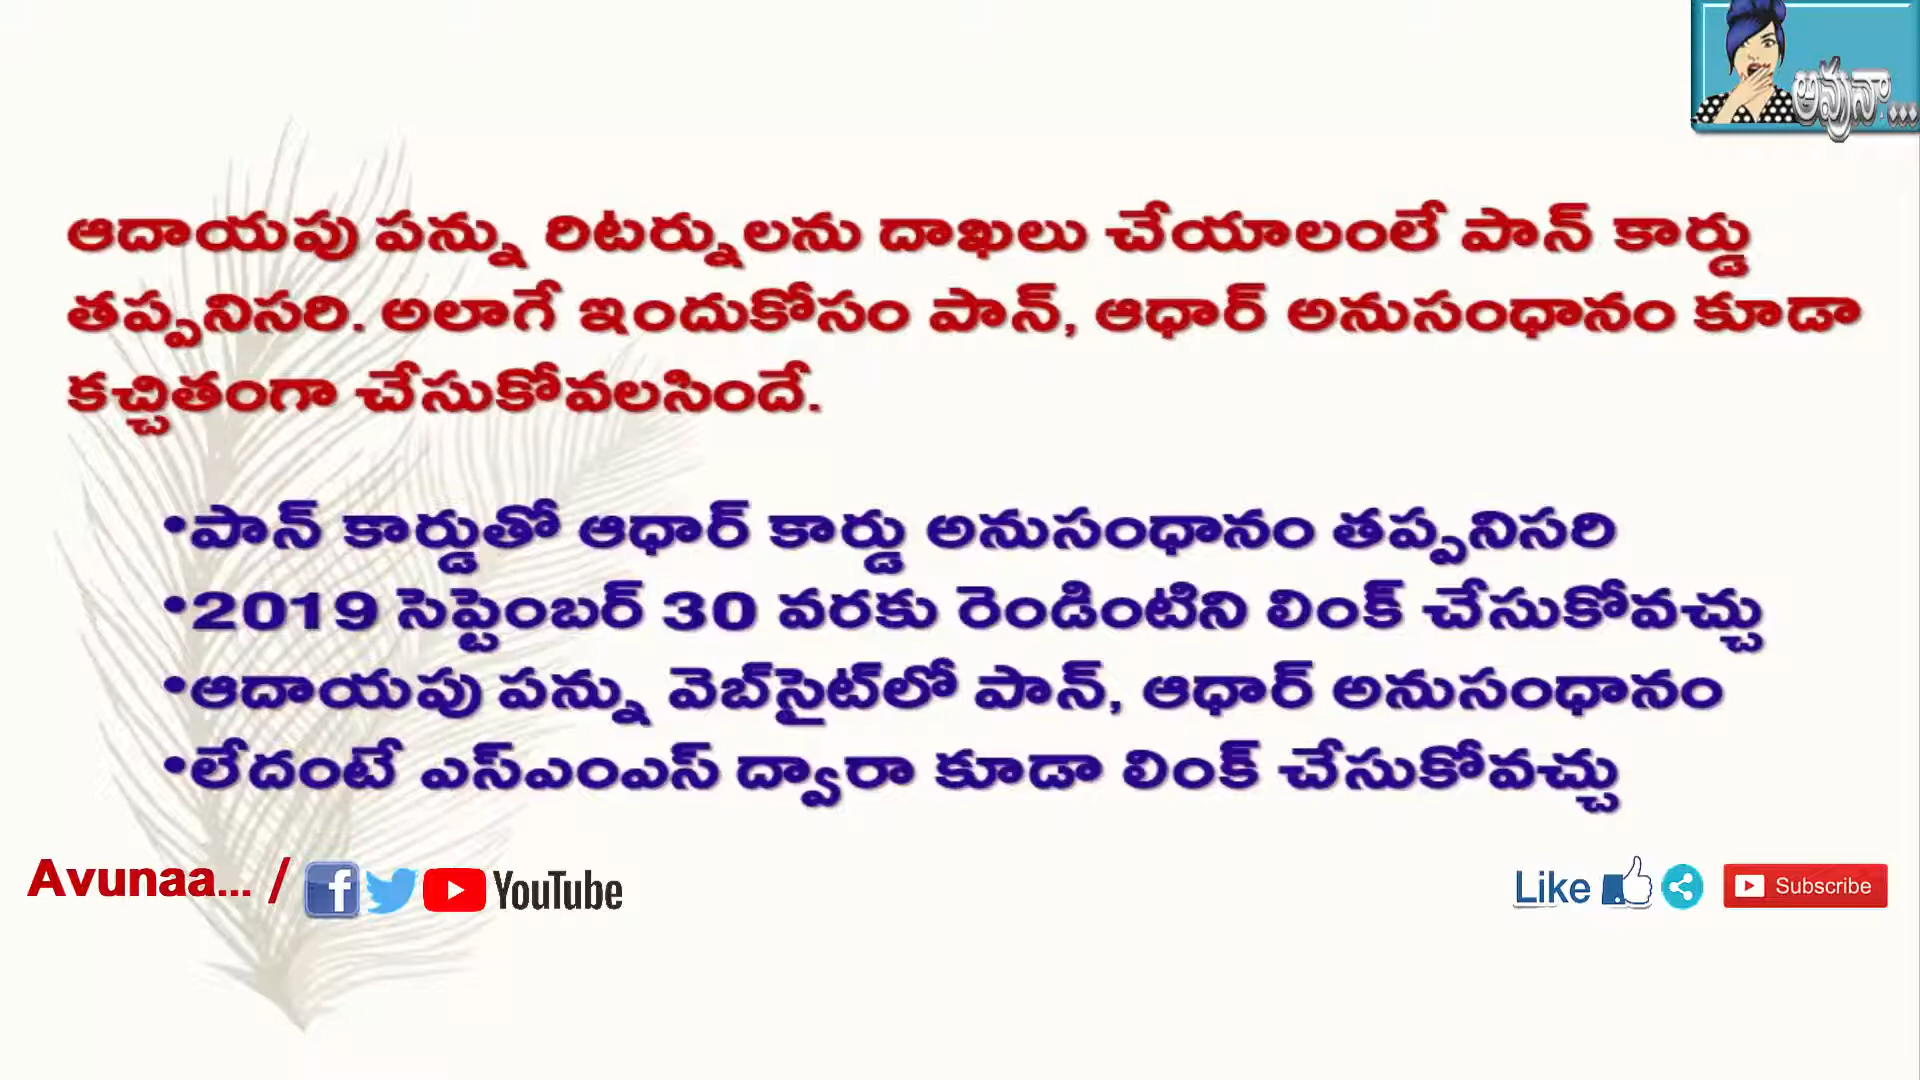 అవునా...
ఆదాయపు పన్ను రిటర్నులను దాఖలు చేయాలంలే పాన్ కార్డు
తప్పనిసరి. అలాగే ఇందుకోసం పాన్, ఆధార్ అనుసంధానం కూడా
కచ్చితంగా చేసుకోవలసిందే.
•పాన్ కార్డుతో ఆధార్ కార్డు అనుసంధానం తప్పనిసరి
•2019 సెప్టెంబర్ 30 వరకు రెండింటిని లింక్ చేసుకోవచ్చు
•ఆదాయపు పన్ను వెబ్‌సైట్‌లో పాన్, ఆధార్ అనుసంధానం
•లేదంటే ఎస్ఎంఎస్ ద్వారా కూడా లింక్ చేసుకోవచ్చు
Avunaa... / f YouTube Like Subscribe